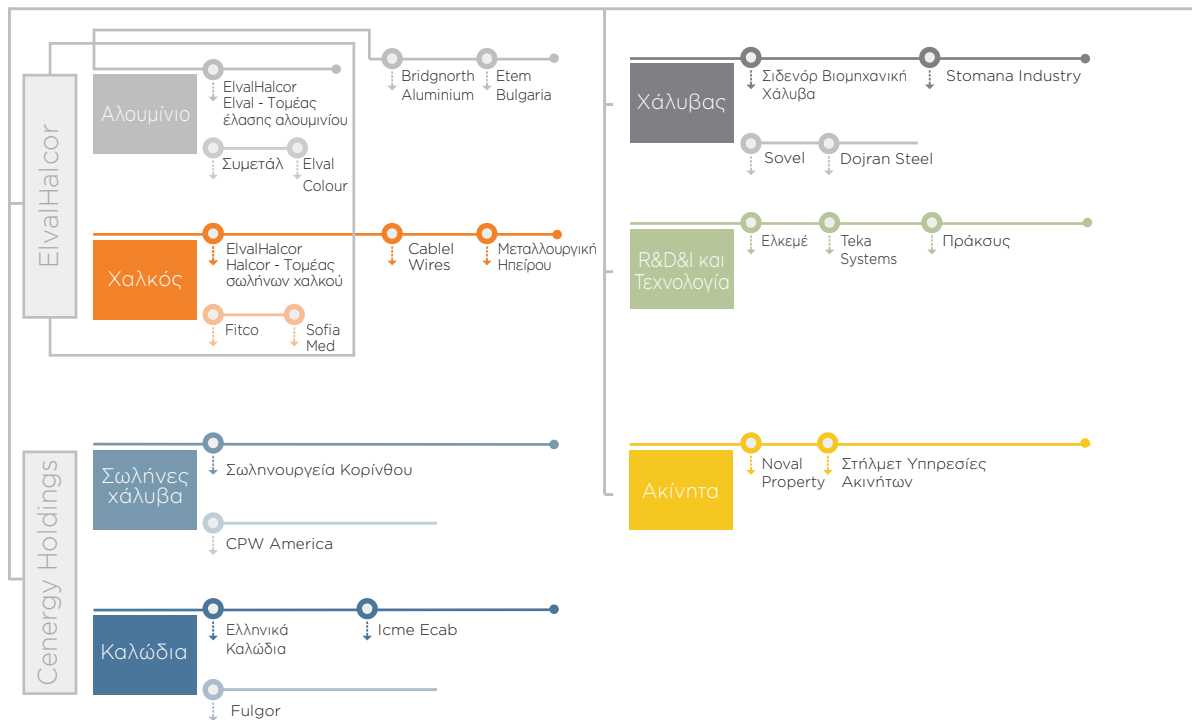 ElvalHalcor
Αλουμίνιο
ElvalHalcor
Elval - Τομέας
έλασης αλουμινίου
Bridgnorth
Aluminium
Etem
Bulgaria
Συμετάλ
Elval
Colour
Χαλκός
ElvalHalcor
Halcor - Τομέας
σωλήνων χαλκού
Cablel
Wires
Μεταλλουργική
Ηπείρου
Fitco
Sofia
Med
Cenergy Holdings
Σωλήνες
χάλυβα
Σωληνουργεία Κορίνθου
CPW America
Καλώδια
Ελληνικά
Καλώδια
Icme Ecab
Fulgor
Χάλυβας
Σιδενόρ Βιομηχανική
Χάλυβα
Stomana Industry
Sovel
Dojran Steel
R&D&I και
Τεχνολογία
Ελκεμέ
Teka
Systems
Πράκσυς
Ακίνητα
Noval
Property
Στήλμετ Υπηρεσίες
Ακινήτων